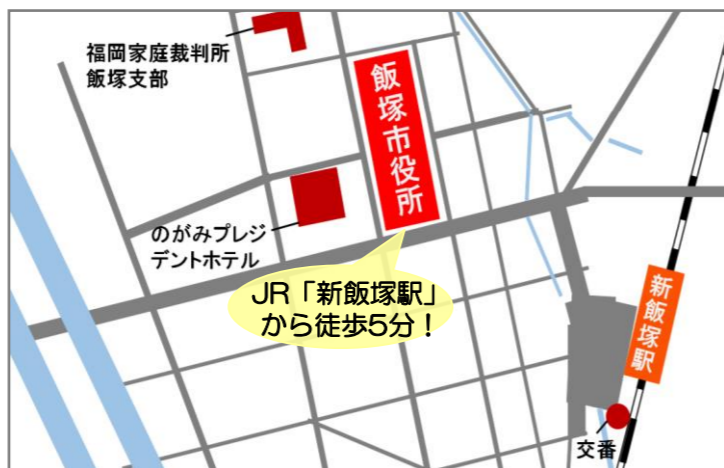 福岡家庭裁判所
飯塚支部
飯塚市役所
のがみプレジ
デントホテル
JR「新飯塚駅」
から徒歩5分！
新飯塚駅
交番